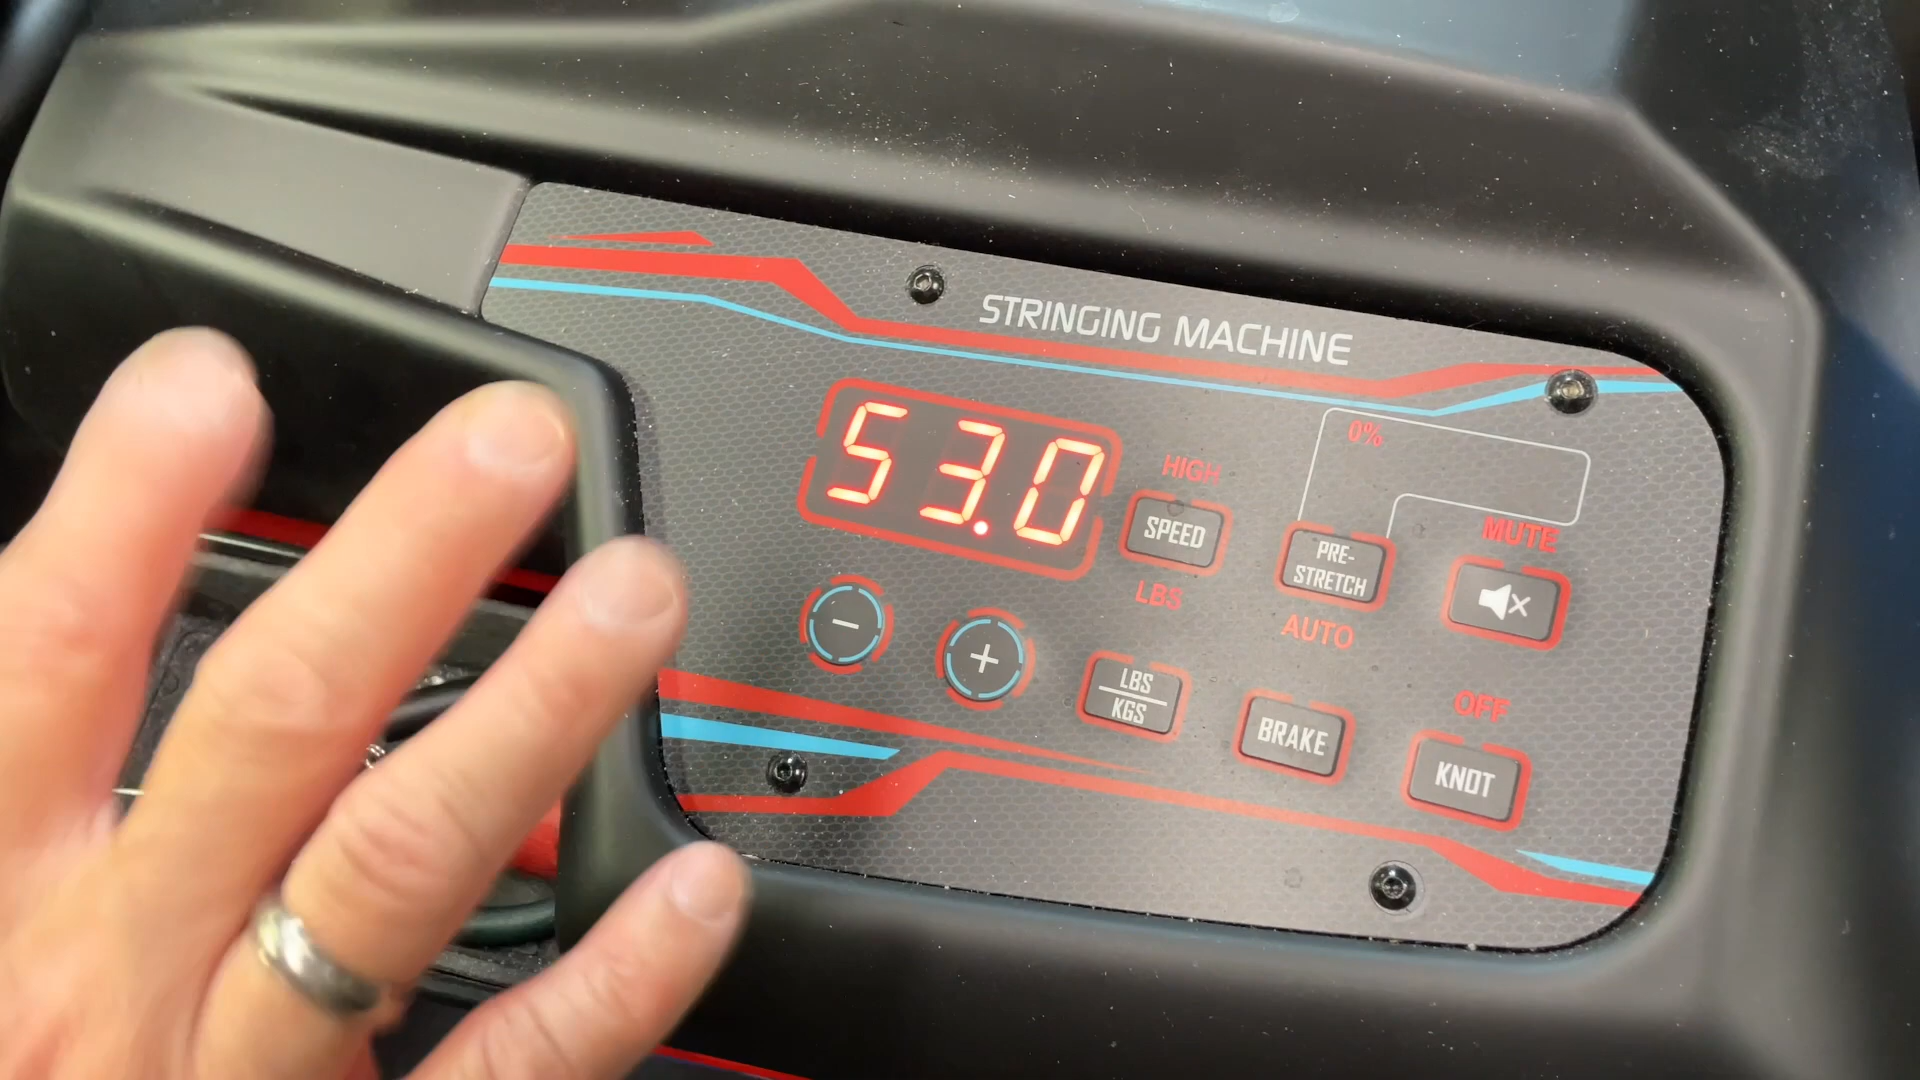 STRINGING MACHINE
53.0
HIGH
SPEED
LBS
0%
PRE-
STRETCH
AUTO
MUTE
-
+
LBS
KGS
BRAKE
OFF
KNOT